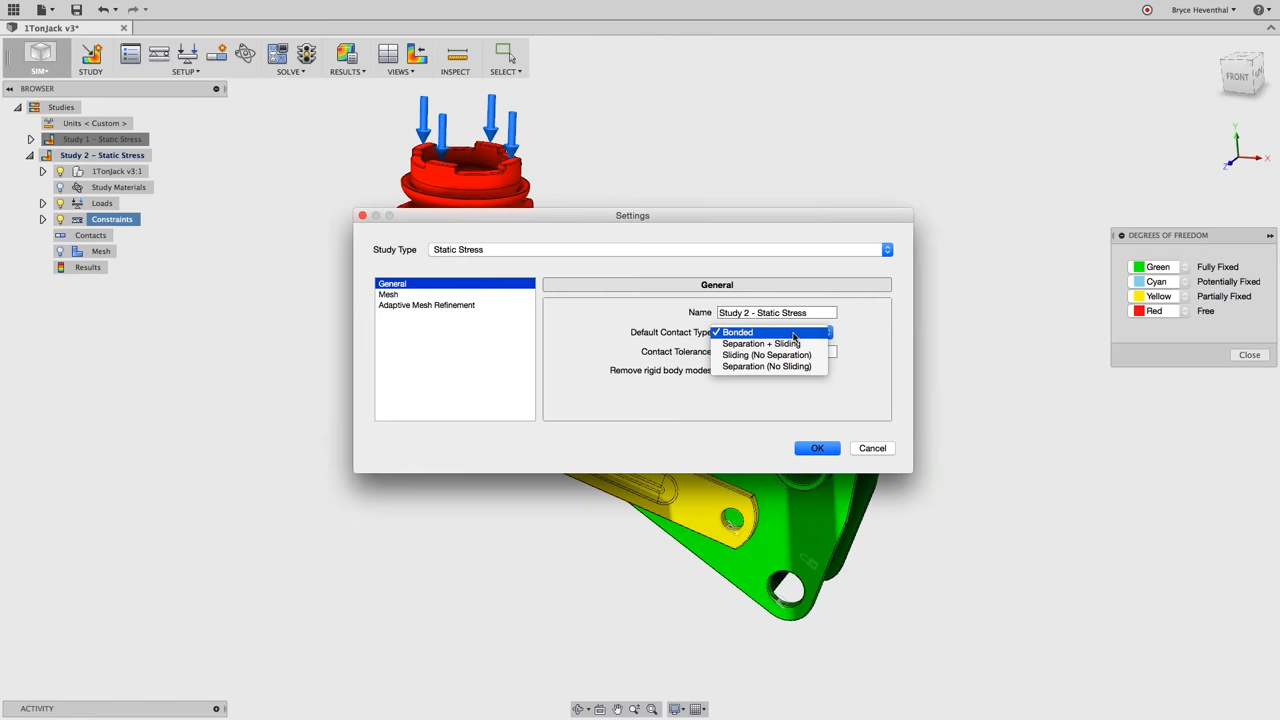 Bryce Heventhal
1TonJack v3*
SIM
STUDY
SETUP
SOLVE
RESULTS
VIEWS
INSPECT
SELECT
BROWSER
Studies
Units < Custom >
Study 1 - Static Stress
Study 2 - Static Stress
1TonJack v3:1
Study Materials
Loads
Constraints
Contacts
Mesh
Results
FRONT
Y
X
Z
Settings
Study Type
Static Stress
General
Mesh
Adaptive Mesh Refinement
General
Name
Study 2 - Static Stress
Default Contact Type
Bonded
Separation + Sliding
Sliding (No Separation)
Separation (No Sliding)
Contact Tolerance
Remove rigid body modes
OK
Cancel
DEGREES OF FREEDOM
Green Fully Fixed
Cyan Potentially Fixed
Yellow Partially Fixed
Red Free
Close
ACTIVITY